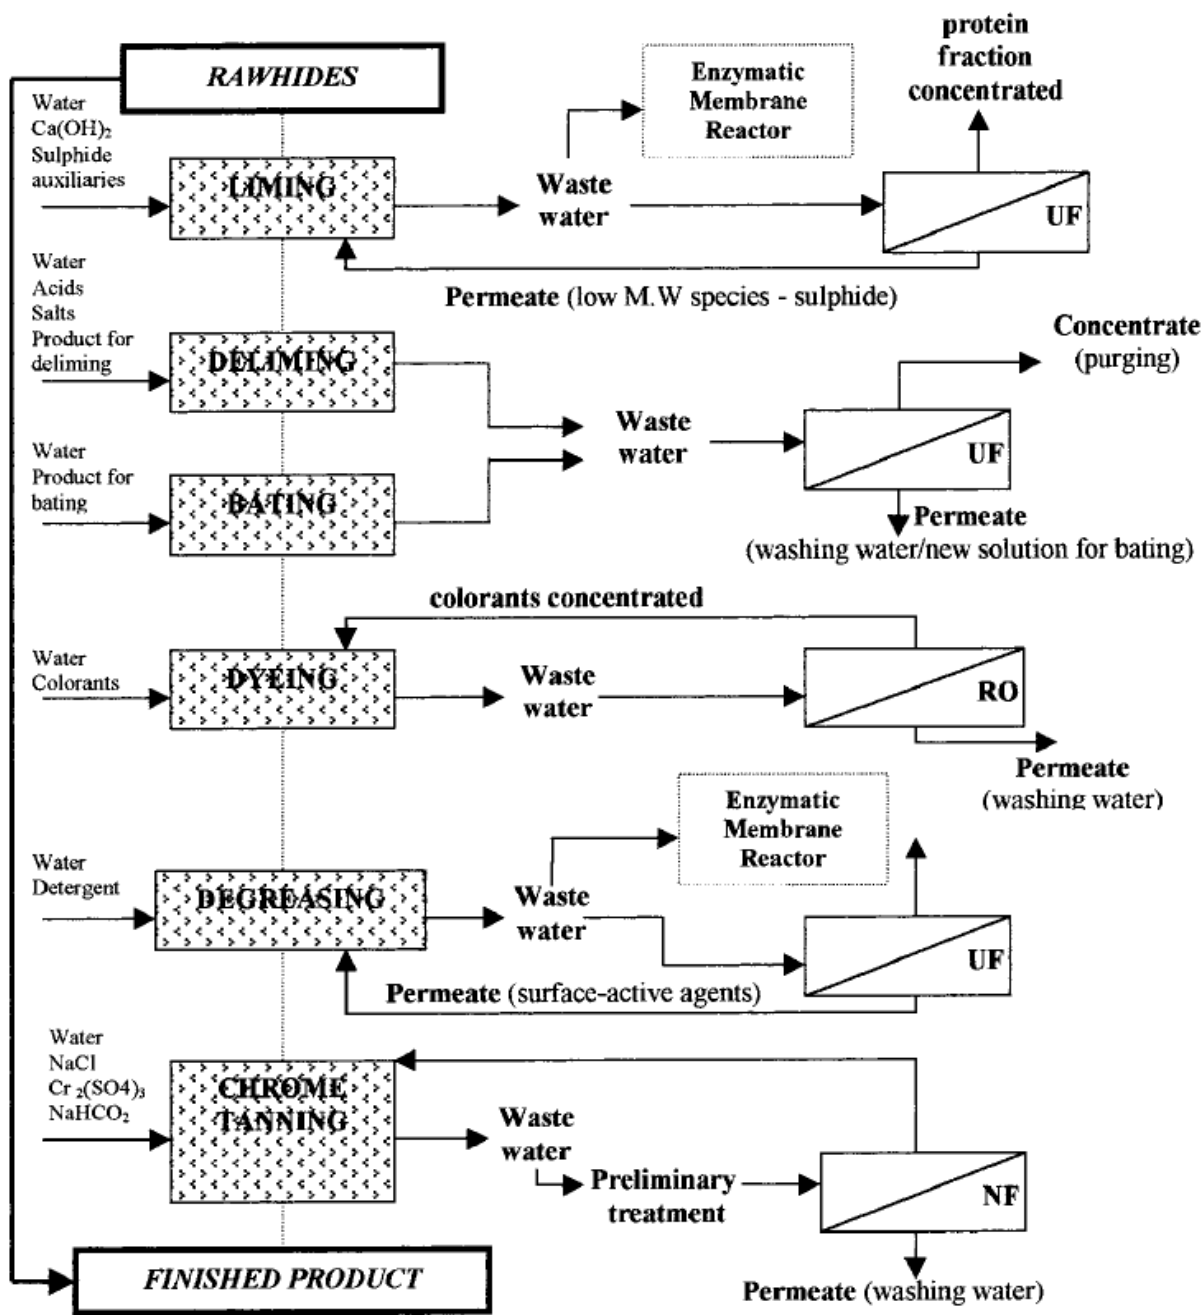 RAWHIDES
protein
fraction
concentrated
Enzymatic
Membrane
Reactor
Water
Ca(OH)₂
Sulphide
auxiliaries
LIMING
Waste
water
UF
Permeate (low M.W species - sulphide)
Water
Acids
Salts
Product for
deliming
DELIMING
Concentrate
(purging)
Waste
water
UF
Water
Product for
bating
BATING
Permeate
(washing water/new solution for bating)
colorants concentrated
Water
Colorants
DYEING
Waste
water
RO
Permeate
(washing water)
Enzymatic
Membrane
Reactor
Water
Detergent
DEGREASING
Waste
water
UF
Permeate (surface-active agents)
Water
NaCl
Cr ₂(SO4)₃
NaHCO₂
CHROME
TANNING
Waste
water
Preliminary
treatment
NF
FINISHED PRODUCT
Permeate (washing water)